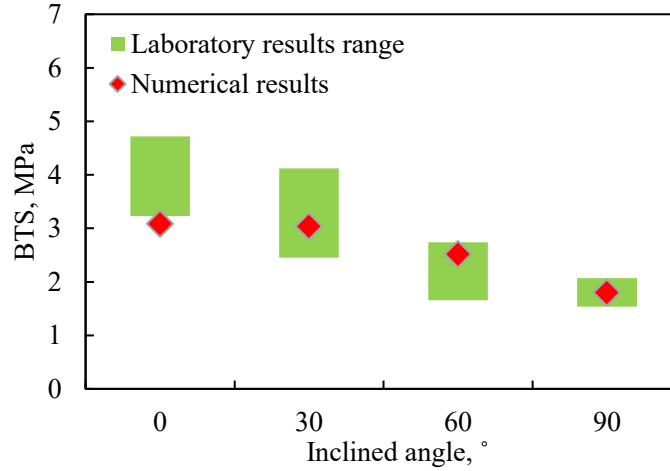 7
6
5
4
3
2
1
0
BTS, MPa
Laboratory results range
Numerical results
0 30 60 90
Inclined angle, °